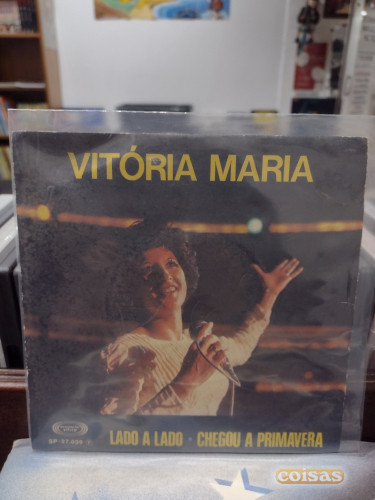 VITÓRIA MARIA
LADO A LADO · CHEGOU A PRIMAVERA
coisas